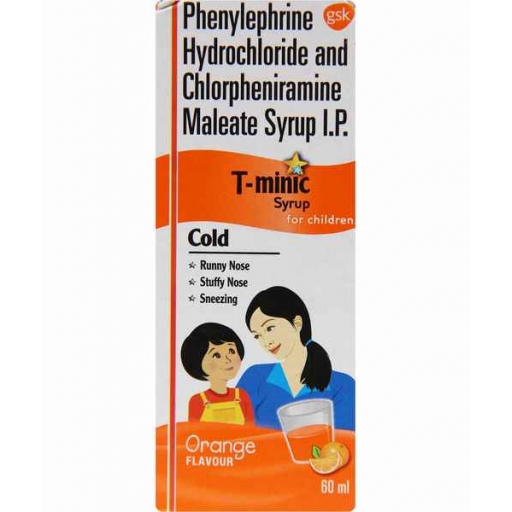 Phenylephrine
gsk
Hydrochloride and
Chlorpheniramine
Maleate Syrup I.P.
T-minic
Syrup
for children
Cold
Runny Nose
Stuffy Nose
Sneezing
Orange
FLAVOUR
60 ml